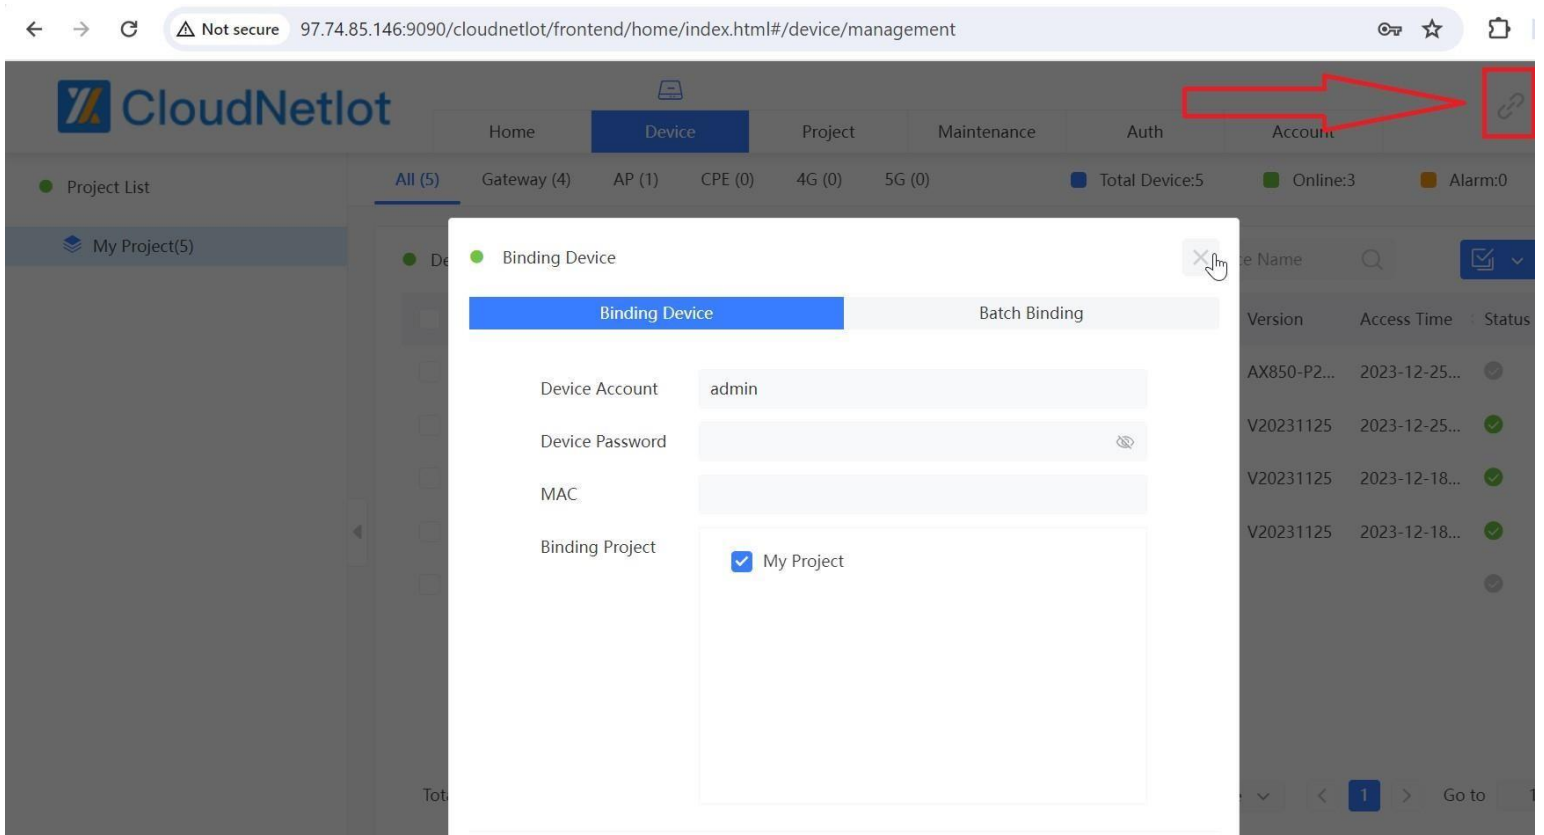 Not secure 97.74.85.146:9090/cloudnetlot/frontend/home/index.html#/device/management
CloudNetlot
Home Device Project Maintenance Auth Account
Project List
All (5) Gateway (4) AP (1) CPE (0) 4G (0) 5G (0) Total Device:5 Online:3 Alarm:0
My Project(5)
De
Binding Device
e Name
Binding Device Batch Binding
Version Access Time Status
Device Account admin
AX850-P2... 2023-12-25...
Device Password
V20231125 2023-12-25...
MAC
V20231125 2023-12-18...
Binding Project
V20231125 2023-12-18...
My Project
Tot
1
Go to 1